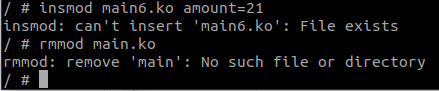 / # insmod main6.ko amount=21
insmod: can't insert 'main6.ko': File exists
/ # rmmod main.ko
rmmod: remove 'main': No such file or directory
/ #